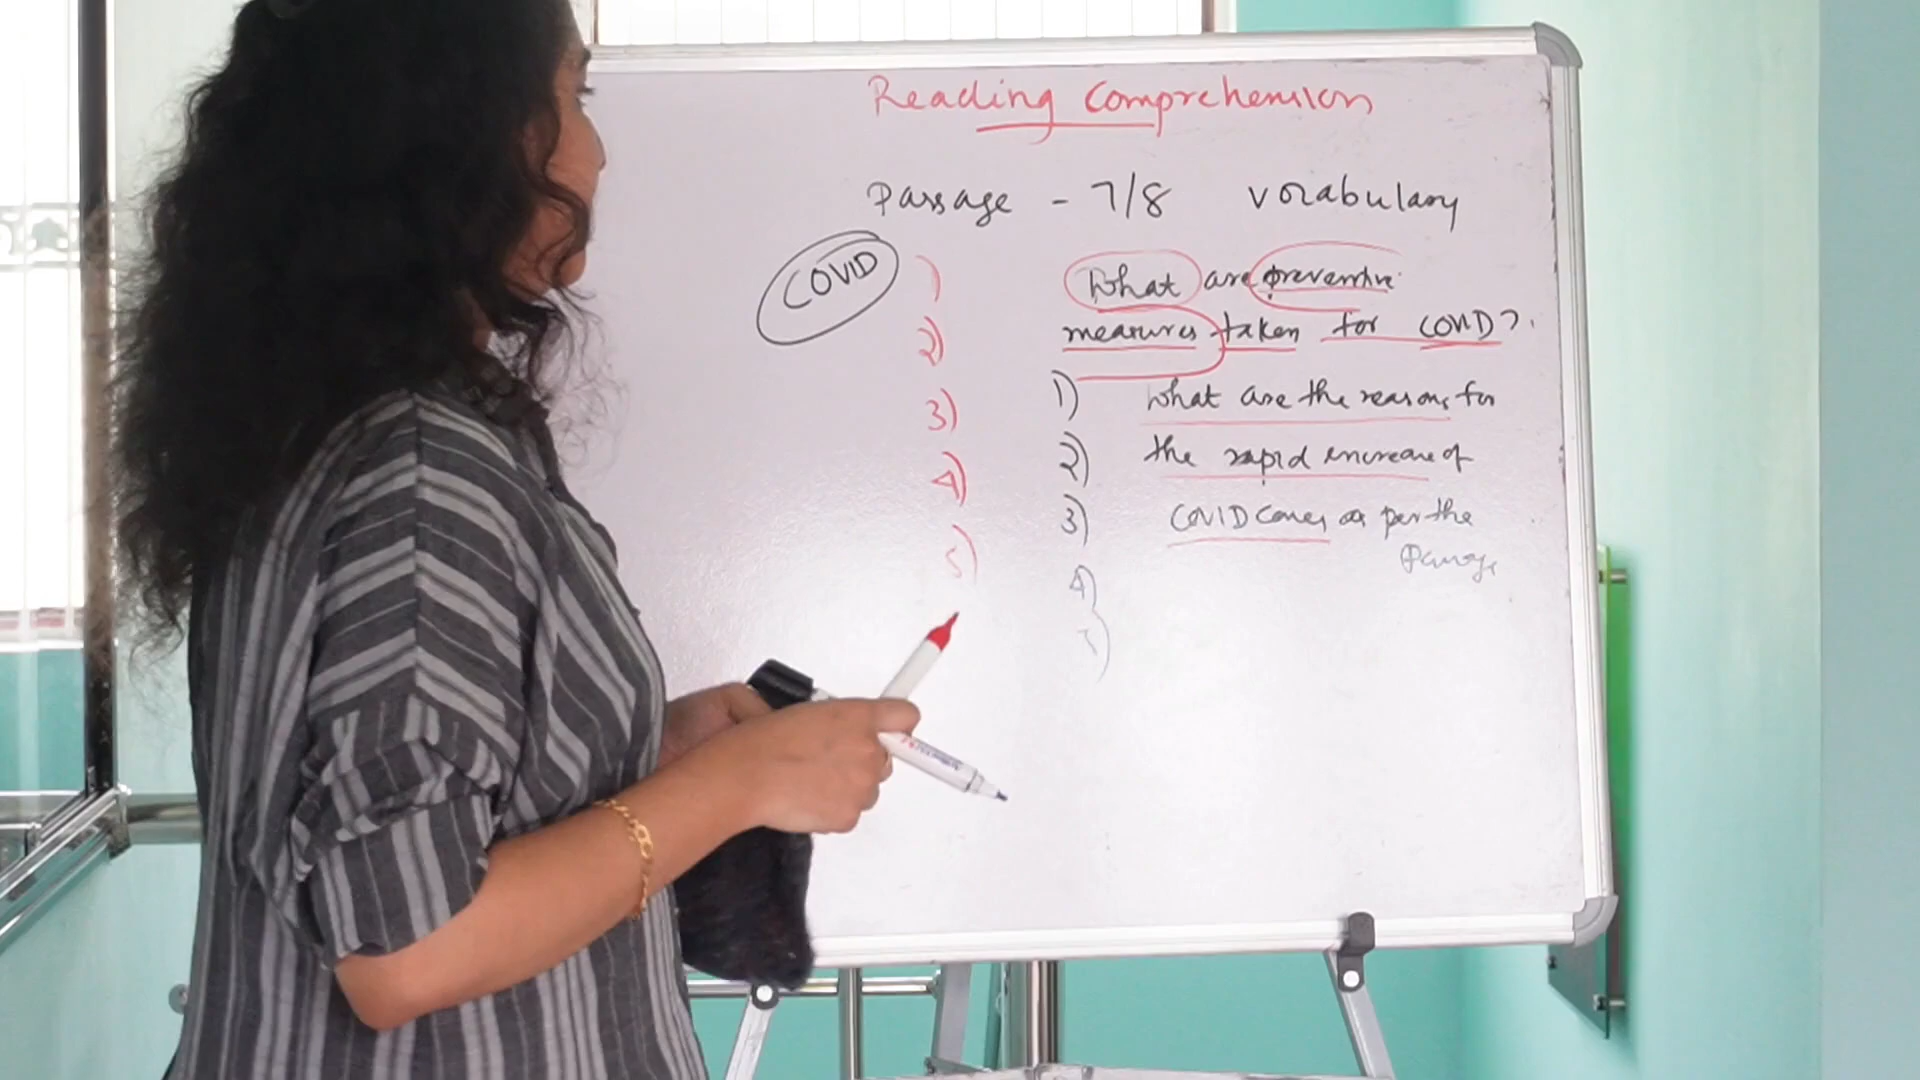 Reading Comprehension
Passage - 7/8 vocabulary
COVID
1)
2)
3)
4)
5)
What are preventive
measures taken for COVID?
1) What are the reasons for
2) the rapid increase of
3) COVID cases as per the
Passage
4)
5)